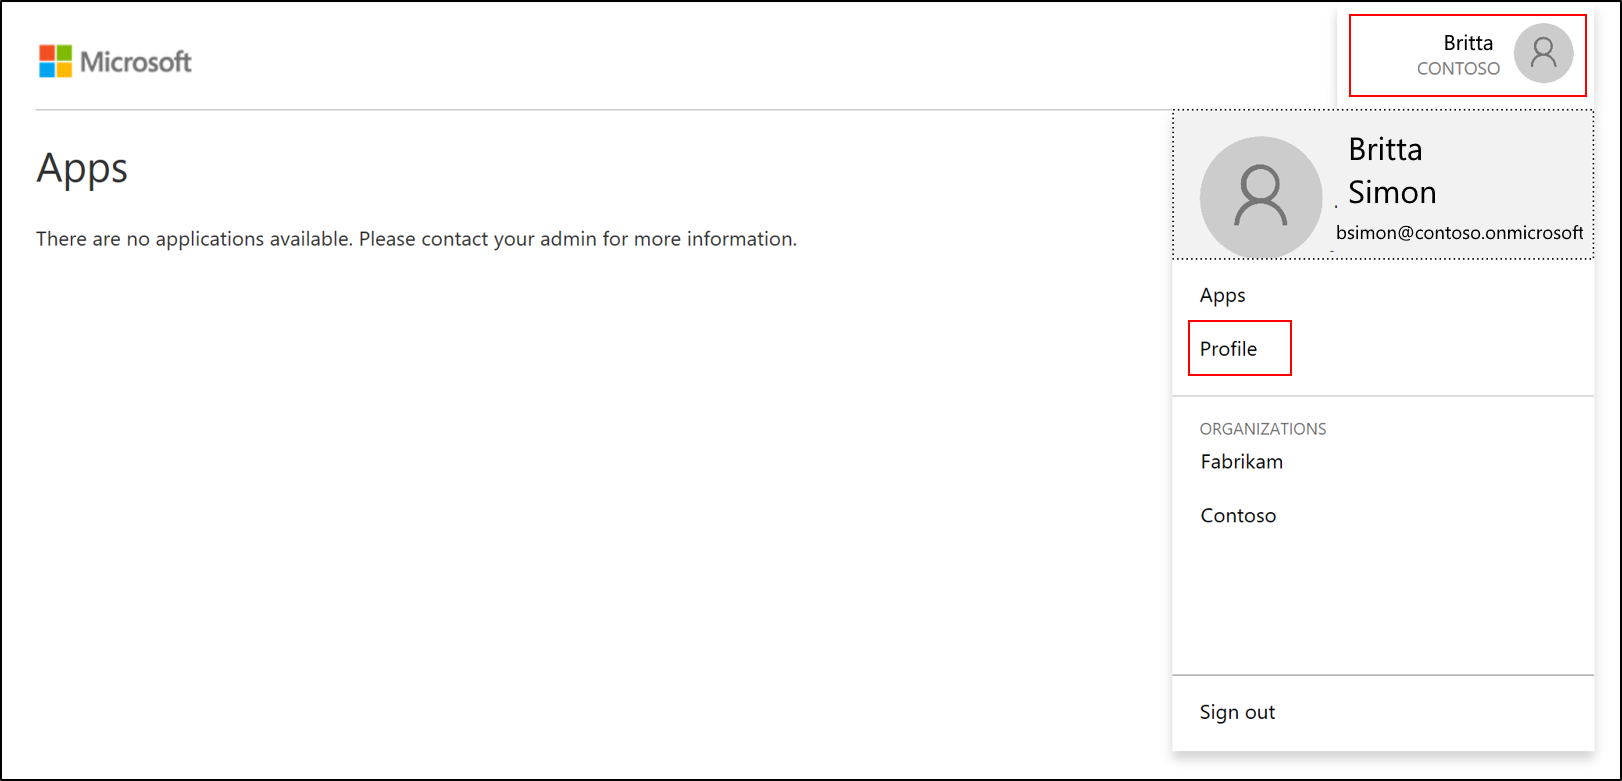 Microsoft
Britta
CONTOSO
Apps
There are no applications available. Please contact your admin for more information.
Britta
Simon
bsimon@contoso.onmicrosoft
Apps
Profile
ORGANIZATIONS
Fabrikam
Contoso
Sign out